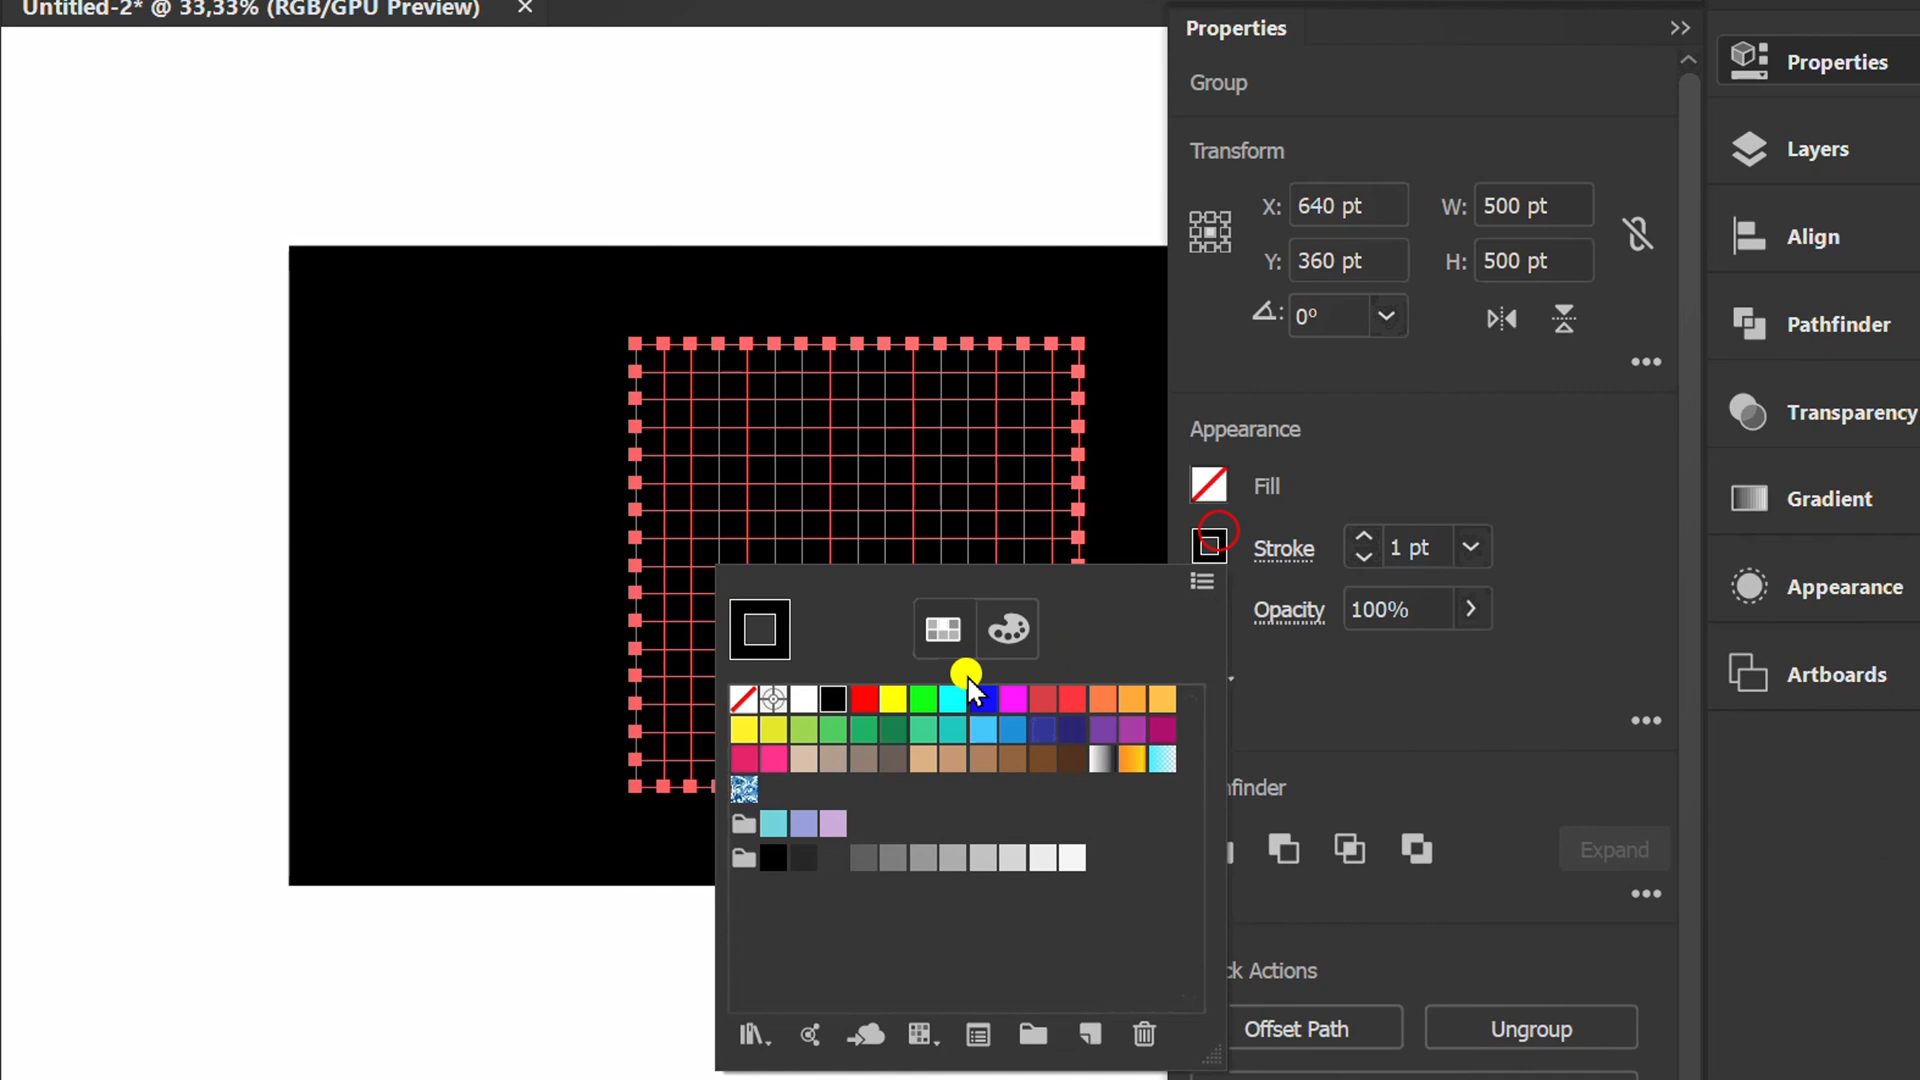 Untitled-2* @ 33,33% (RGB/GPU Preview)
Properties
Group
Transform
X: 640 pt W: 500 pt
Y: 360 pt H: 500 pt
0°
Appearance
Fill
Stroke 1 pt
Opacity 100%
finder
Expand
ck Actions
Offset Path Ungroup
Properties
Layers
Align
Pathfinder
Transparency
Gradient
Appearance
Artboards